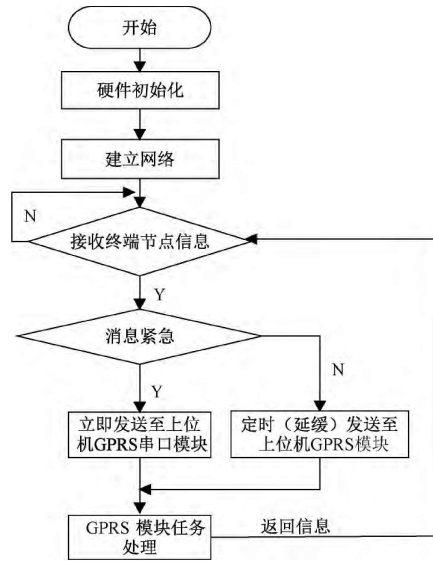 开始
硬件初始化
建立网络
N
接收终端节点信息
Y
消息紧急
N
Y
立即发送至上位
机GPRS串口模块
定时（延缓）发送至
上位机GPRS模块
GPRS 模块任务
处理
返回信息